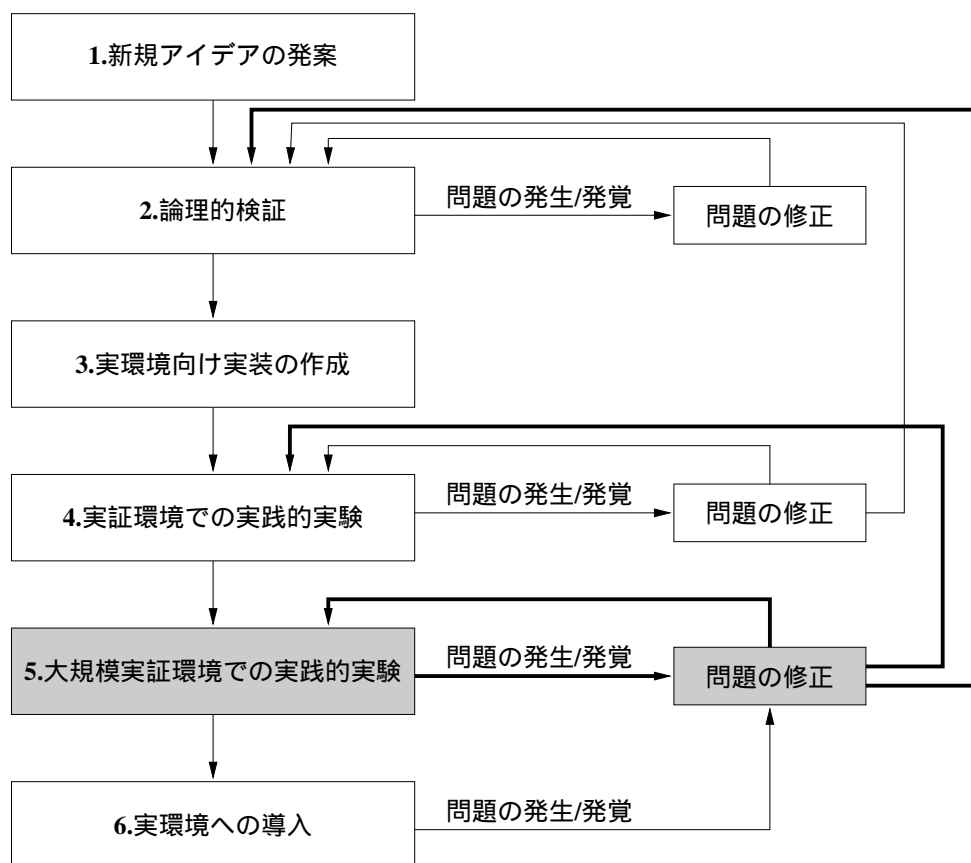 1.新規アイデアの発案
2.論理的検証
問題の発生/発覚
問題の修正
3.実環境向け実装の作成
4.実証環境での実践的実験
問題の発生/発覚
問題の修正
5.大規模実証環境での実践的実験
問題の発生/発覚
問題の修正
6.実環境への導入
問題の発生/発覚